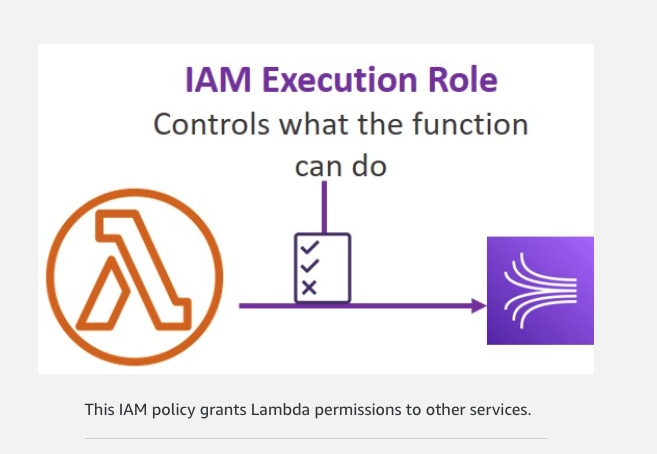 IAM Execution Role
Controls what the function
can do
This IAM policy grants Lambda permissions to other services.